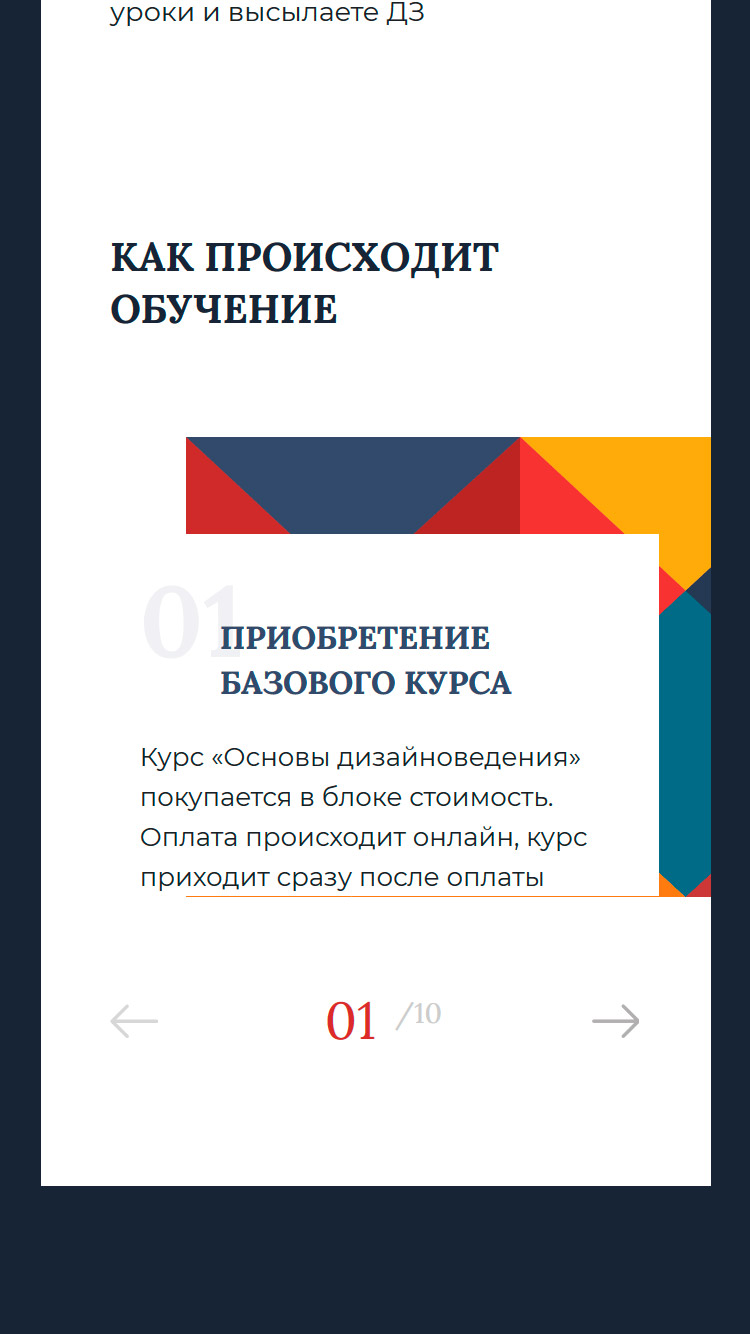 уроки и высылаете ДЗ
КАК ПРОИСХОДИТ
ОБУЧЕНИЕ
01
ПРИОБРЕТЕНИЕ
БАЗОВОГО КУРСА
Курс «Основы дизайноведения»
покупается в блоке стоимость.
Оплата происходит онлайн, курс
приходит сразу после оплаты
01 /10